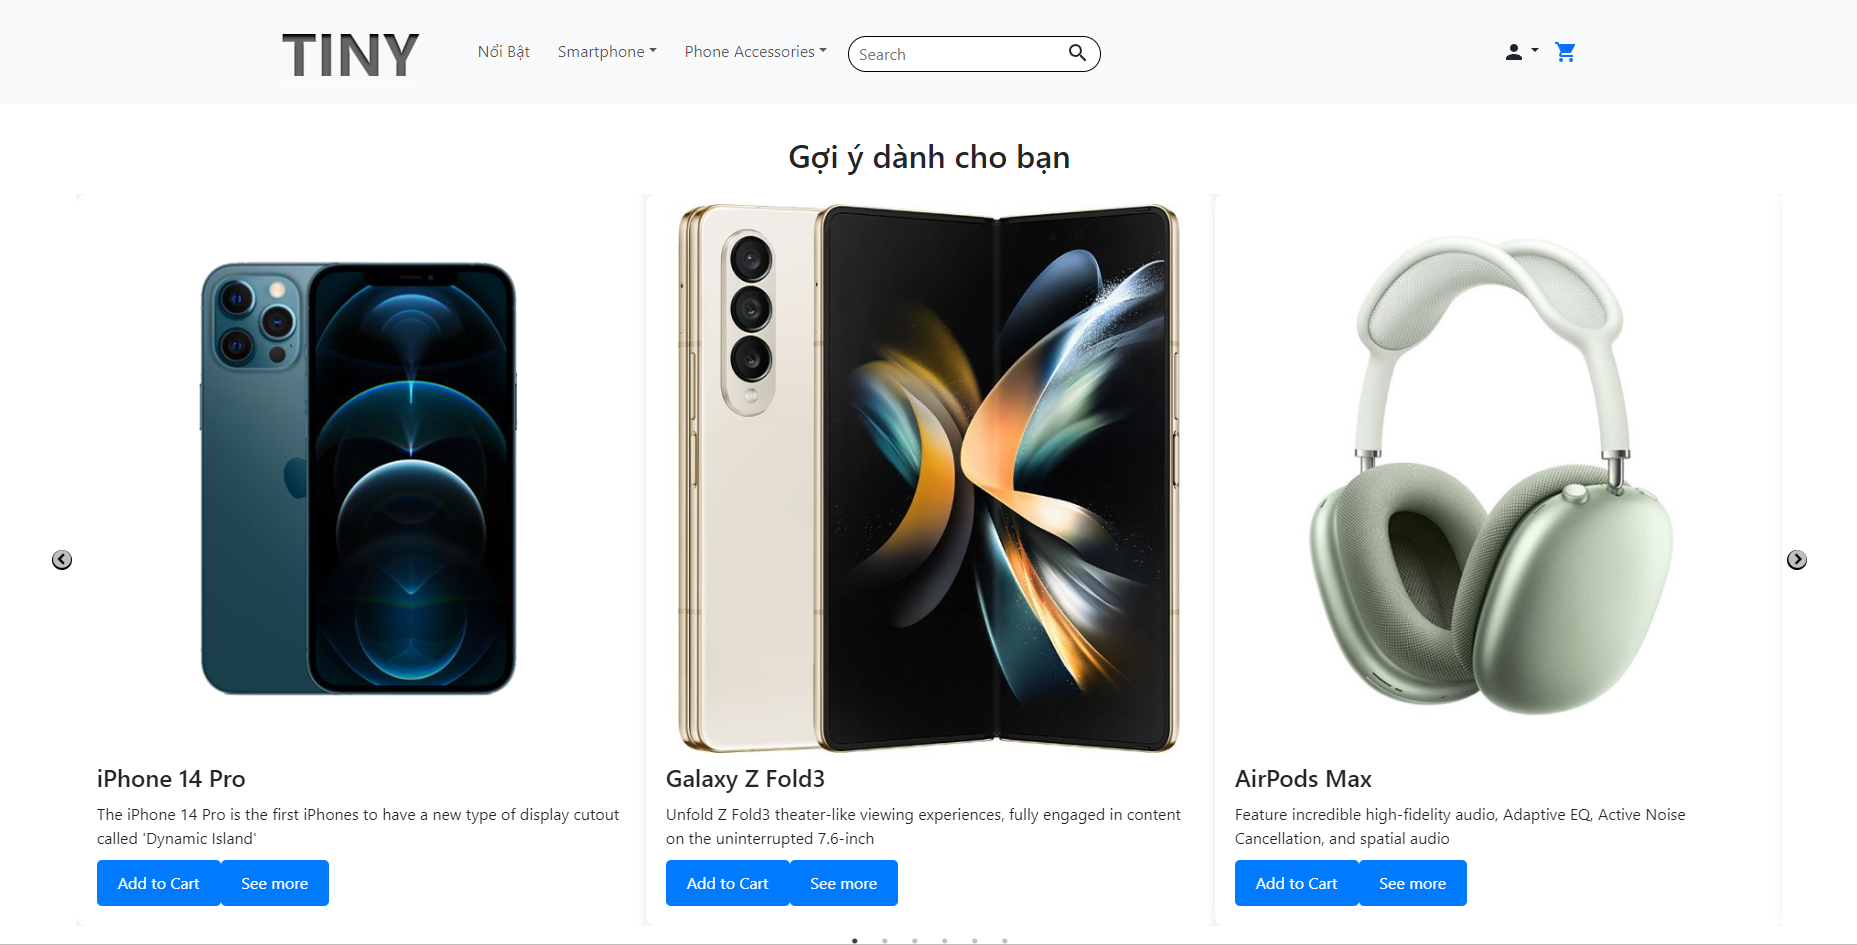 TINY
Nổi Bật
Smartphone
Phone Accessories
Search
Gợi ý dành cho bạn
iPhone 14 Pro
The iPhone 14 Pro is the first iPhones to have a new type of display cutout
called 'Dynamic Island'
Add to Cart
See more
Galaxy Z Fold3
Unfold Z Fold3 theater-like viewing experiences, fully engaged in content
on the uninterrupted 7.6-inch
Add to Cart
See more
AirPods Max
Feature incredible high-fidelity audio, Adaptive EQ, Active Noise
Cancellation, and spatial audio
Add to Cart
See more